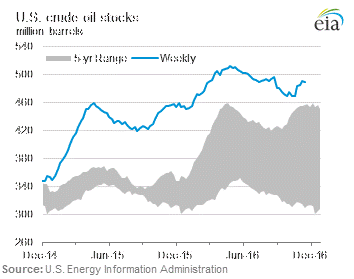 U.S. crude oil stocks
million barrels
eia
540
5-yr Range
Weekly
500
460
420
380
340
300
260
Dec-14
Jun-15
Dec-15
Jun-16
Dec-16
Source: U.S. Energy Information Administration